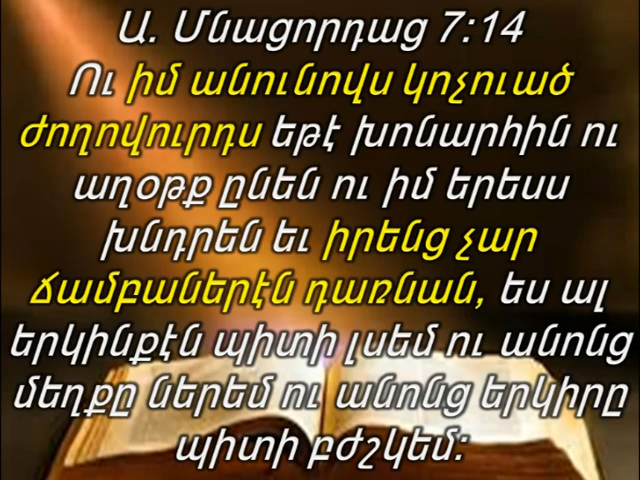 Ա. Մնացորդաց 7:14
Ու իմ անունովս կոչուած
ժողովուրդս եթէ խոնարհին ու
աղօթք ընեն ու իմ երեսս
խնդրեն եւ իրենց չար
ճամբաներէն դառնան, ես ալ
երկինքէն պիտի լսեմ ու անոնց
մեղքը ներեմ ու անոնց երկիրը
պիտի բժշկեմ: